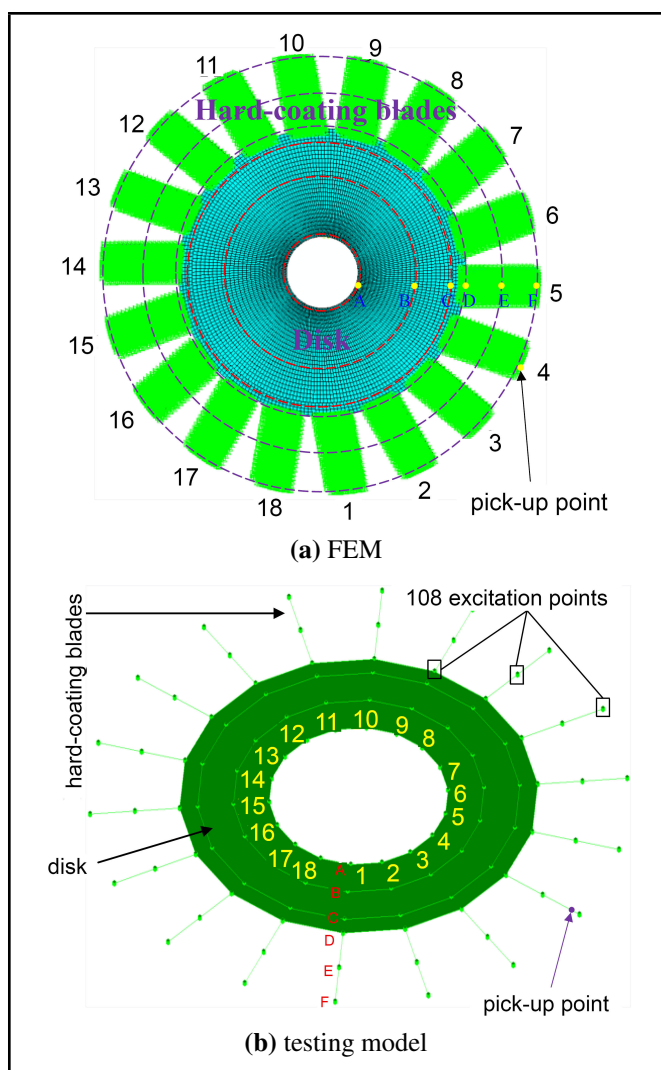 10
9
11
8
Hard-coating blades
12
7
13
6
14
A
B
C
D
E
F
5
Disk
15
4
16
3
17
2
18
1
pick-up point
(a) FEM
108 excitation points
hard-coating blades
11
10
9
12
8
13
7
14
6
15
5
16
4
17
3
18
2
1
disk
A
B
C
D
E
F
pick-up point
(b) testing model